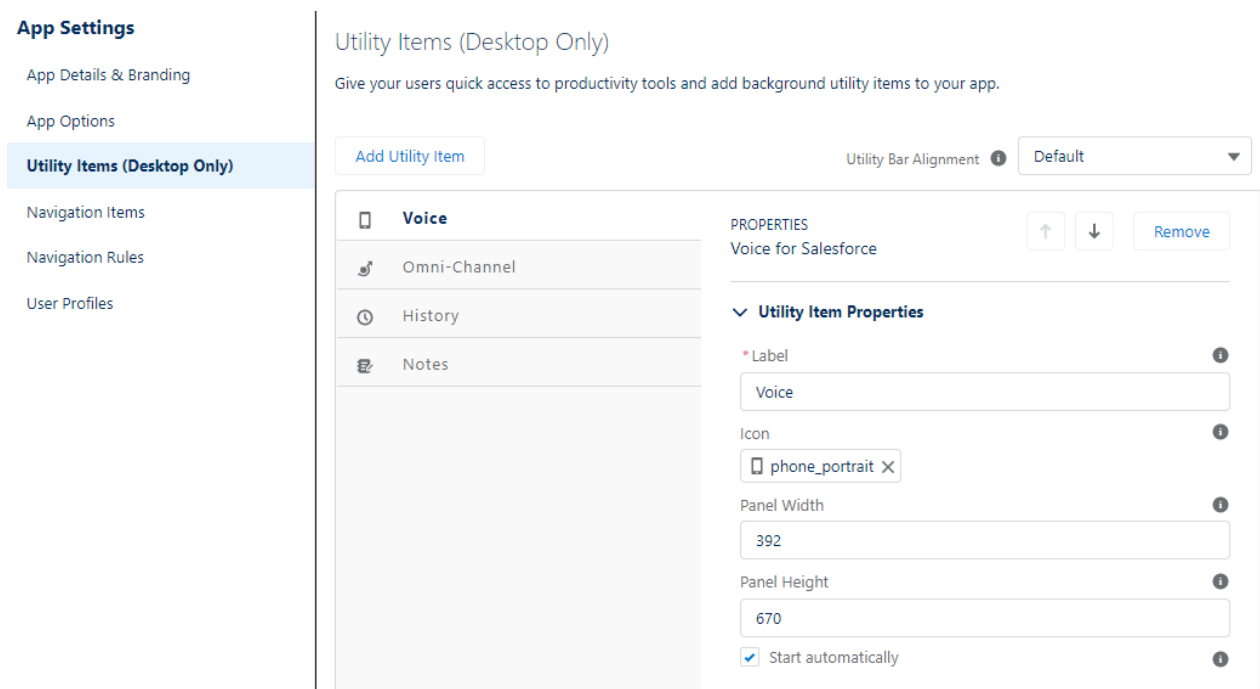 App Settings
App Details & Branding
App Options
Utility Items (Desktop Only)
Navigation Items
Navigation Rules
User Profiles
Utility Items (Desktop Only)
Give your users quick access to productivity tools and add background utility items to your app.
Add Utility Item
Utility Bar Alignment
Default
Voice
Omni-Channel
History
Notes
PROPERTIES
Voice for Salesforce
Remove
Utility Item Properties
*Label
Voice
Icon
phone_portrait
Panel Width
392
Panel Height
670
Start automatically